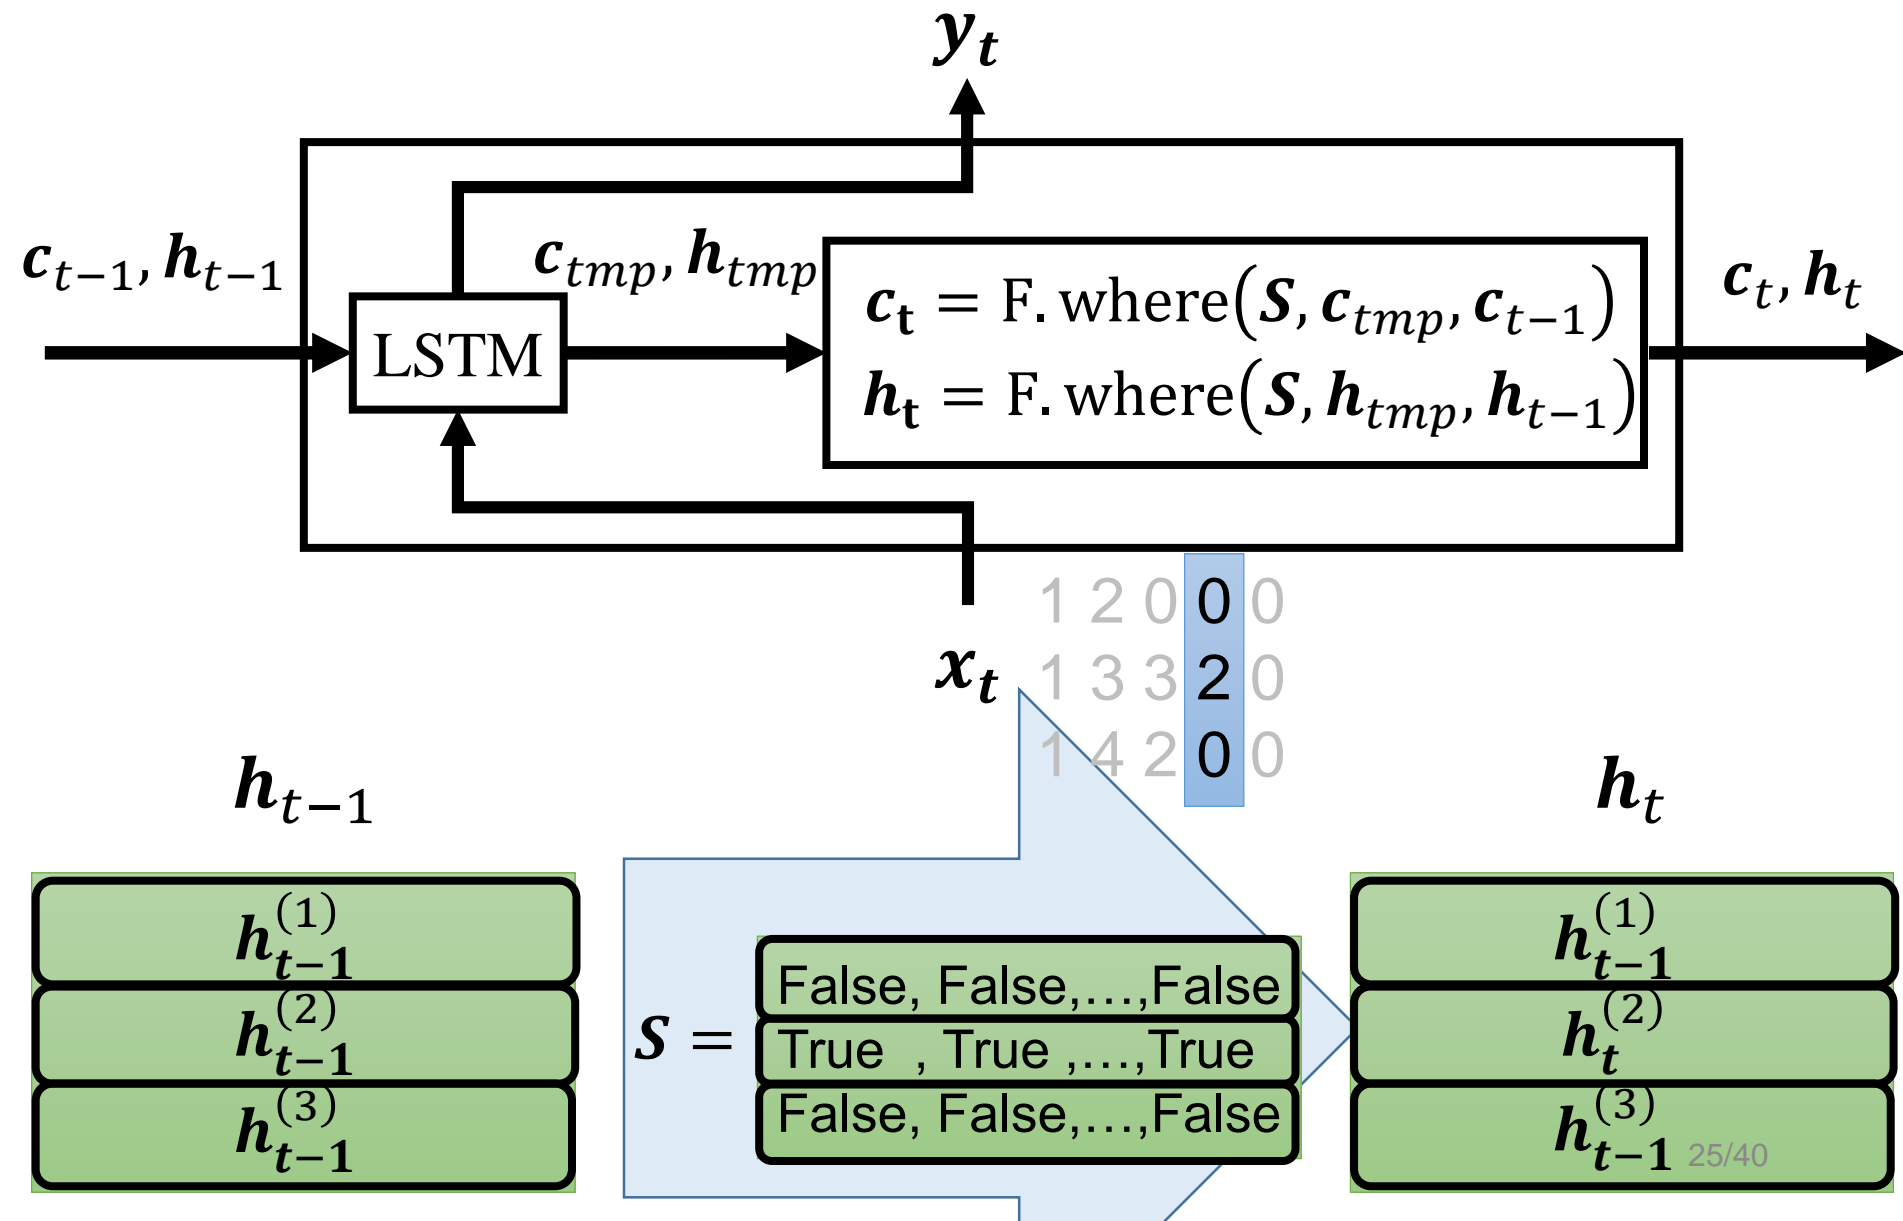 y_t
c_{t−1}, h_{t−1}
c_{tmp}, h_{tmp}
c_t, h_t
LSTM
c_t = F. where(S, c_{tmp}, c_{t−1})
h_t = F. where(S, h_{tmp}, h_{t−1})
1 2 0 0 0
x_t
1 3 3 2 0
1 4 2 0 0
h_{t−1}
h_t
h_{t−1}^{(1)}
h_{t−1}^{(2)}
h_{t−1}^{(3)}
S =
False, False,...,False
True , True ,...,True
False, False,...,False
h_{t−1}^{(1)}
h_t^{(2)}
h_{t−1}^{(3)}
25/40